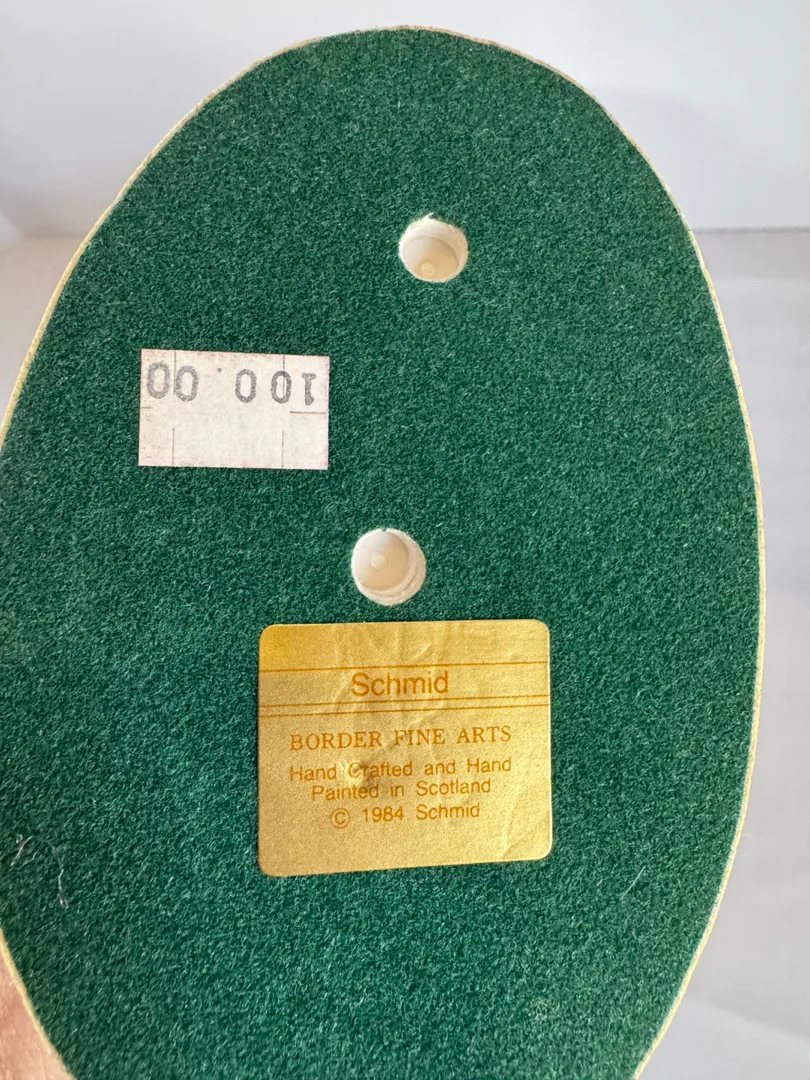 100.00
Schmid
BORDER FINE ARTS
Hand Crafted and Hand
Painted in Scotland
© 1984 Schmid